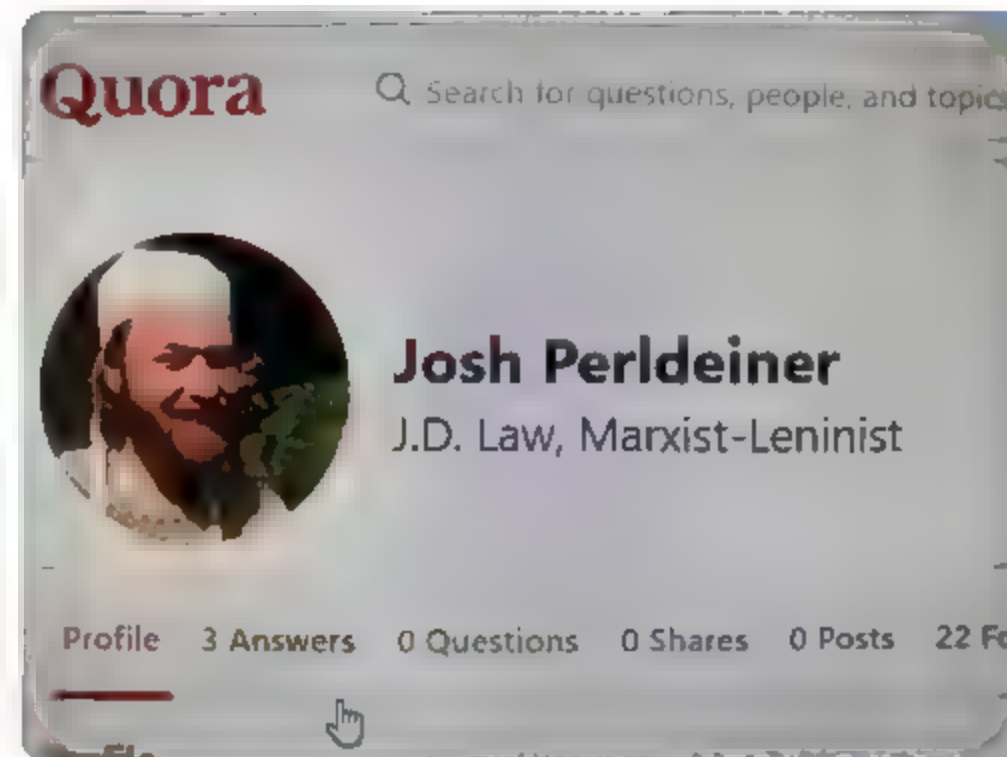 Quora
Search for questions, people, and topics
Josh Perldeiner
J.D. Law, Marxist-Leninist
Profile 3 Answers 0 Questions 0 Shares 0 Posts 22